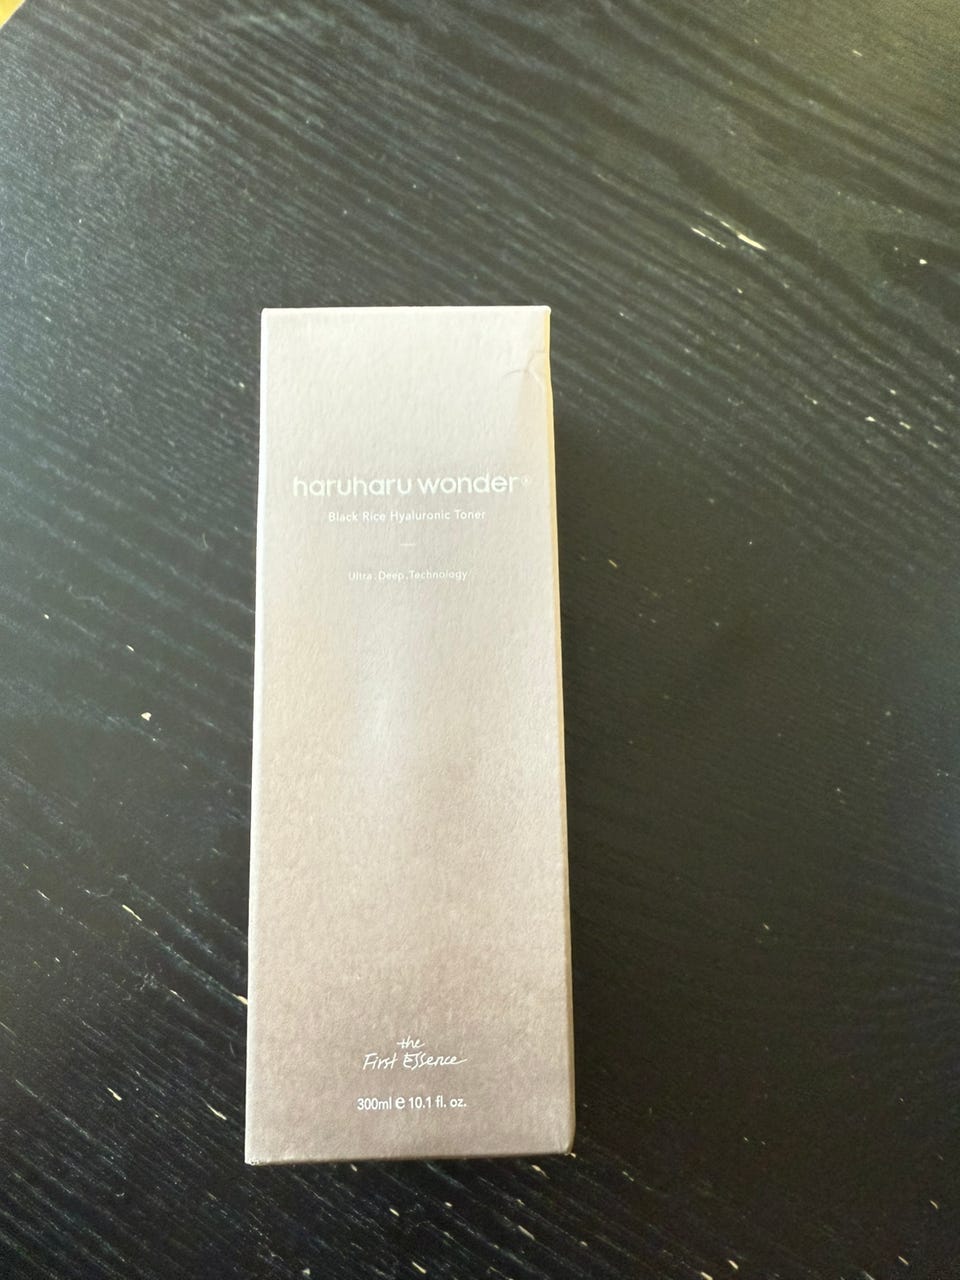 haruharu wonder®
Black Rice Hyaluronic Toner
Ultra.Deep.Technology
the
First Essence
300ml e 10.1 fl. oz.